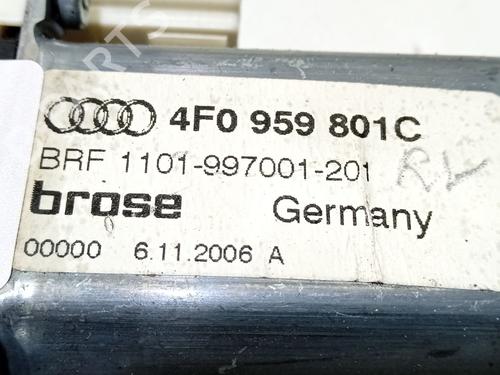 4F0 959 801C
BRF 1101-997001-201
RL
brose Germany
00000 6.11.2006 A